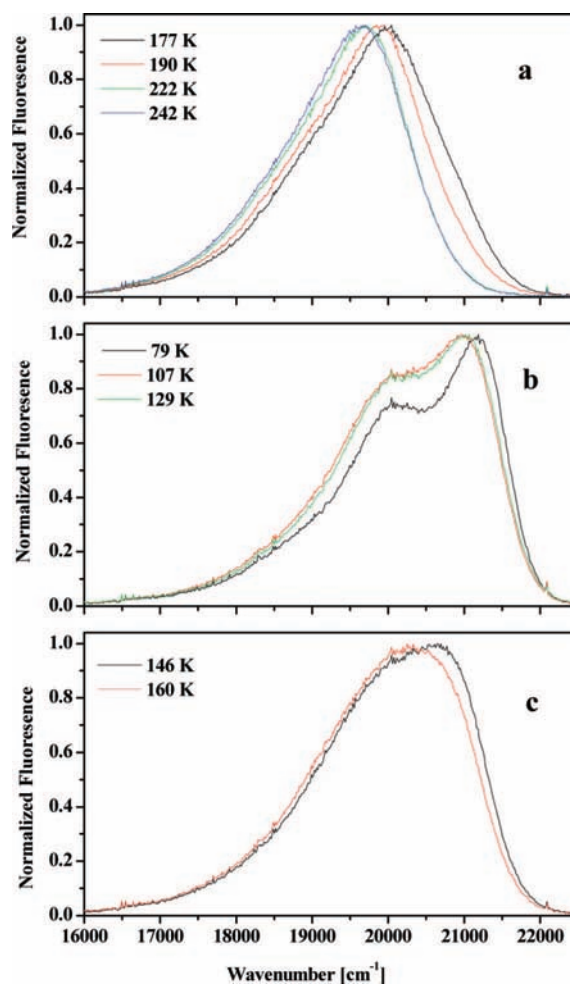 1.0
0.8
0.6
0.4
0.2
0.0
Normalized Fluoresence
177 K
190 K
222 K
242 K
a
1.0
0.8
0.6
0.4
0.2
0.0
Normalized Fluoresence
79 K
107 K
129 K
b
1.0
0.8
0.6
0.4
0.2
0.0
Normalized Fluoresence
146 K
160 K
c
16000 17000 18000 19000 20000 21000 22000
Wavenumber [cm⁻¹]